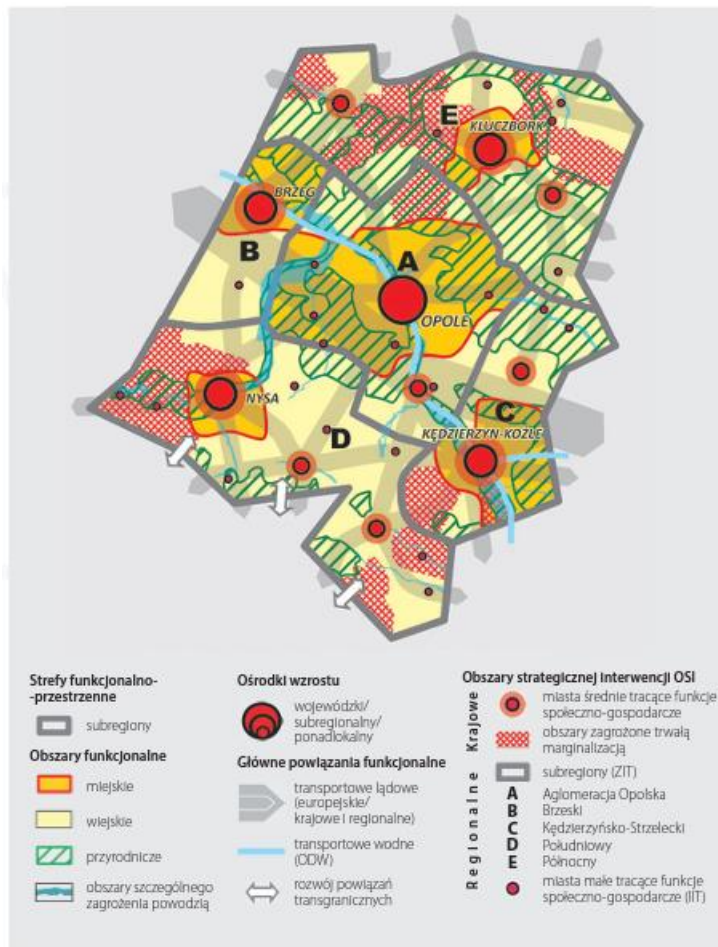 E
KLUCZBORK
BRZEG
B
A
OPOLE
NYSA
C
D
KĘDZIERZYN-KOŹLE
Strefy funkcjonalno-
-przestrzenne
subregiony
Obszary funkcjonalne
miejskie
wiejskie
przyrodnicze
obszary szczególnego
zagrożenia powodzią
Ośrodki wzrostu
wojewódzki/
subregionalny/
ponadlokalny
Główne powiązania funkcjonalne
transportowe lądowe
(europejskie/
krajowe i regionalne)
transportowe wodne
(ODW)
rozwój powiązań
transgranicznych
Obszary strategicznej interwencji OSI
Krajowe
miasta średnie tracące funkcje
społeczno-gospodarcze
obszary zagrożone trwałą
marginalizacją
Regionalne
subregiony (ZIT)
A Aglomeracja Opolska
B Brzeski
C Kędzierzyńsko-Strzelecki
D Południowy
E Północny
miasta małe tracące funkcje
społeczno-gospodarcze (IIT)